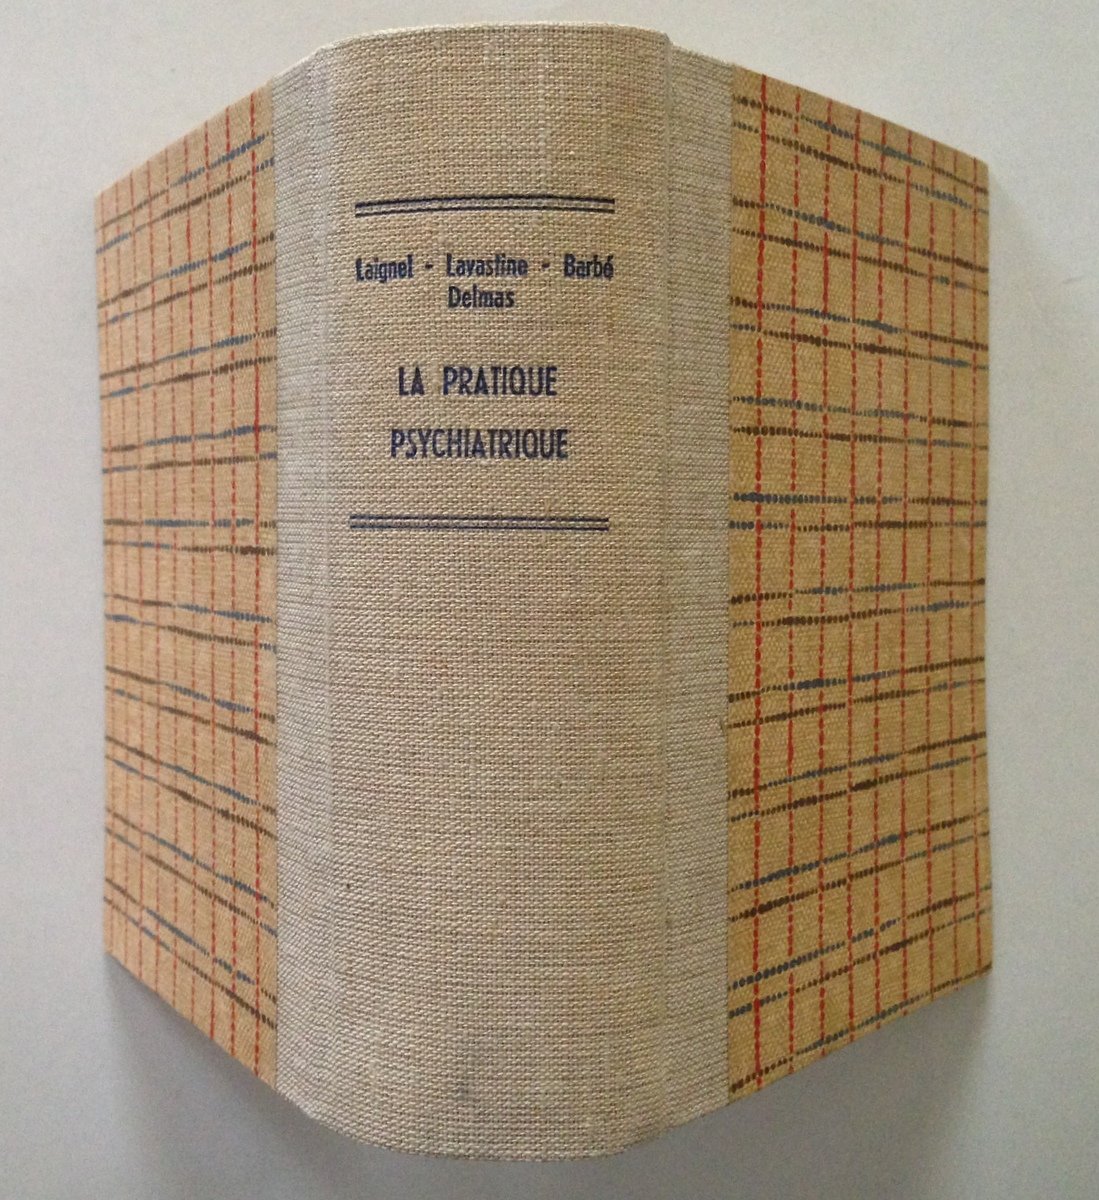 Laignel - Lavastine - Barbé
Delmas
LA PRATIQUE
PSYCHIATRIQUE